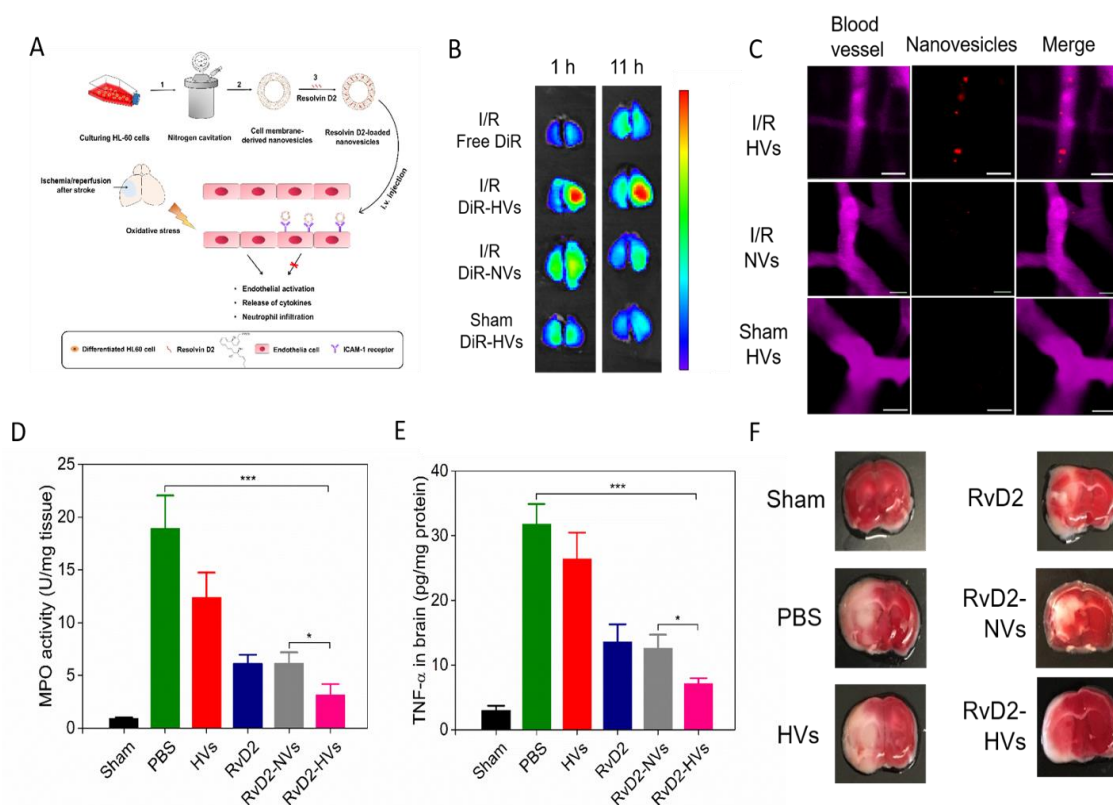 A
1
2
3
Resolvin D2
Culturing HL-60 cells
Nitrogen cavitation
Cell membrane-
derived nanovesicles
Resolvin D2-loaded
nanovesicles
Ischemia/reperfusion
after stroke
Oxidative stress
i.v. Injection
• Endothelial activation
• Release of cytokines
• Neutrophil infiltration
Differentiated HL60 cell
Resolvin D2
Endothelia cell
ICAM-1 receptor
B
1 h
11 h
I/R
Free DiR
I/R
DiR-HVs
I/R
DiR-NVs
Sham
DiR-HVs
C
Blood
vessel
Nanovesicles
Merge
I/R
HVs
I/R
NVs
Sham
HVs
D
MPO activity (U/mg tissue)
25
20
15
10
5
0
***
*
Sham
PBS
HVs
RvD2
RvD2-NVs
RvD2-HVs
E
TNF-α in brain (pg/mg protein)
40
30
20
10
0
***
*
Sham
PBS
HVs
RvD2
RvD2-NVs
RvD2-HVs
F
Sham
RvD2
PBS
RvD2-
NVs
HVs
RvD2-
HVs